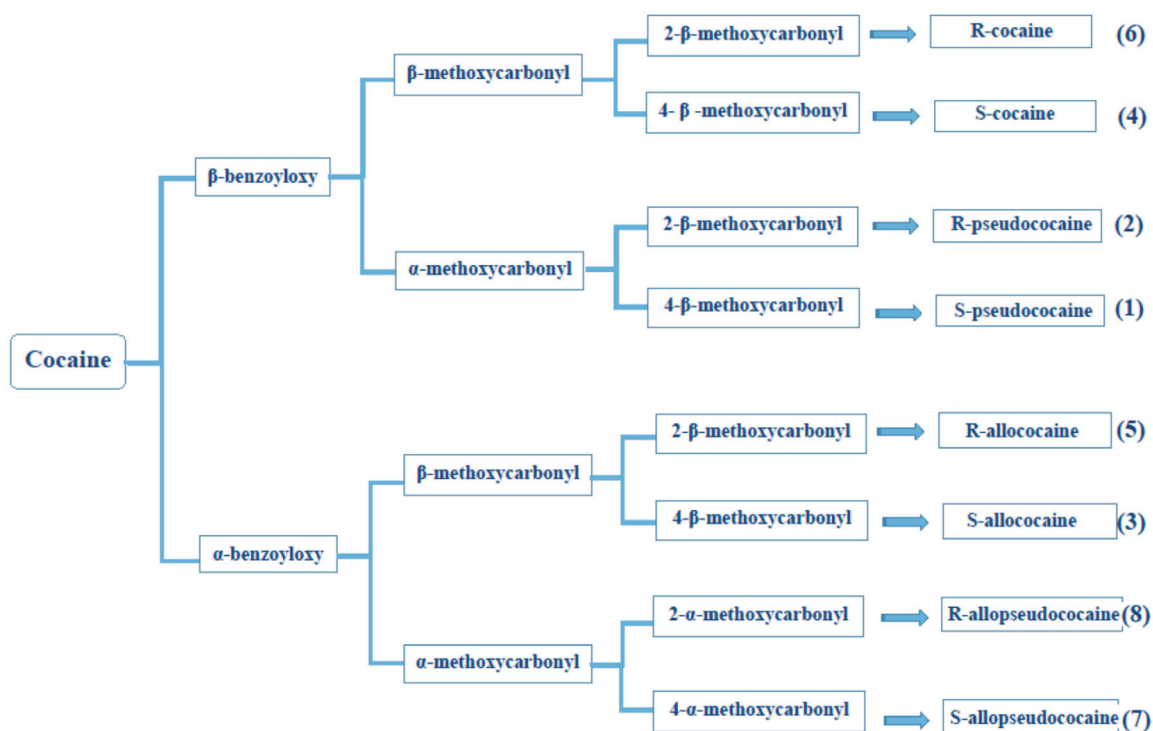 2-β-methoxycarbonyl R-cocaine (6)
β-methoxycarbonyl
4- β -methoxycarbonyl S-cocaine (4)
β-benzoyloxy
2-β-methoxycarbonyl R-pseudococaine (2)
α-methoxycarbonyl
4-β-methoxycarbonyl S-pseudococaine (1)
Cocaine
2-β-methoxycarbonyl R-allococaine (5)
β-methoxycarbonyl
4-β-methoxycarbonyl S-allococaine (3)
α-benzoyloxy
2-α-methoxycarbonyl R-allopseudococaine (8)
α-methoxycarbonyl
4-α-methoxycarbonyl S-allopseudococaine (7)